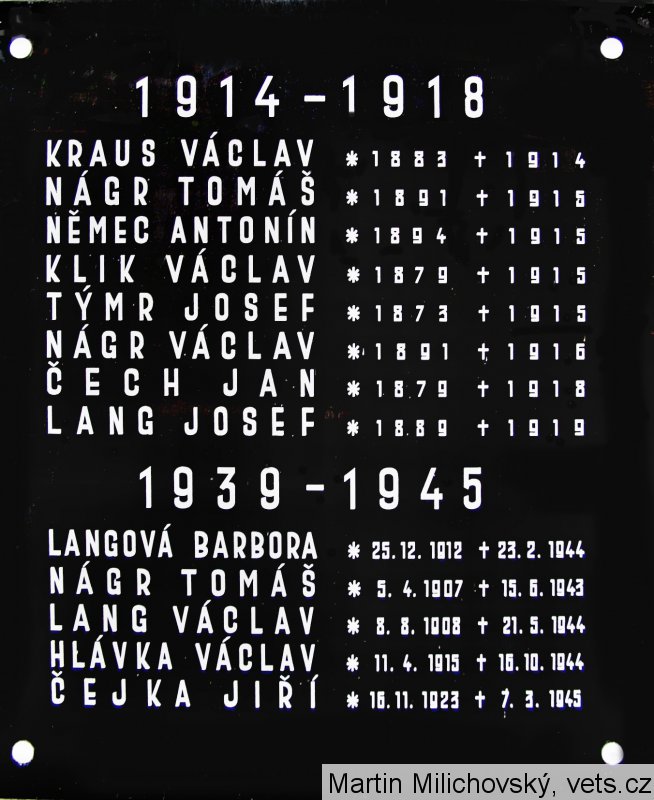 1914-1918
KRAUS VÁCLAV * 1883 † 1914
NÁGR TOMÁŠ * 1891 † 1915
NĚMEC ANTONÍN * 1894 † 1915
KLIK VÁCLAV * 1879 † 1915
TÝMR JOSEF * 1873 † 1915
NÁGR VÁCLAV * 1891 † 1916
ČECH JAN * 1879 † 1918
LANG JOSEF * 1889 † 1919
1939-1945
LANGOVÁ BARBORA * 25.12.1912 † 23.2.1944
NÁGR TOMÁŠ * 5.4.1907 † 15.6.1943
LANG VÁCLAV * 8.8.1908 † 21.5.1944
HLÁVKA VÁCLAV * 11.4.1915 † 16.10.1944
ČEJKA JIŘÍ * 16.11.1923 † 7.3.1945
Martin Milichovský, vets.cz